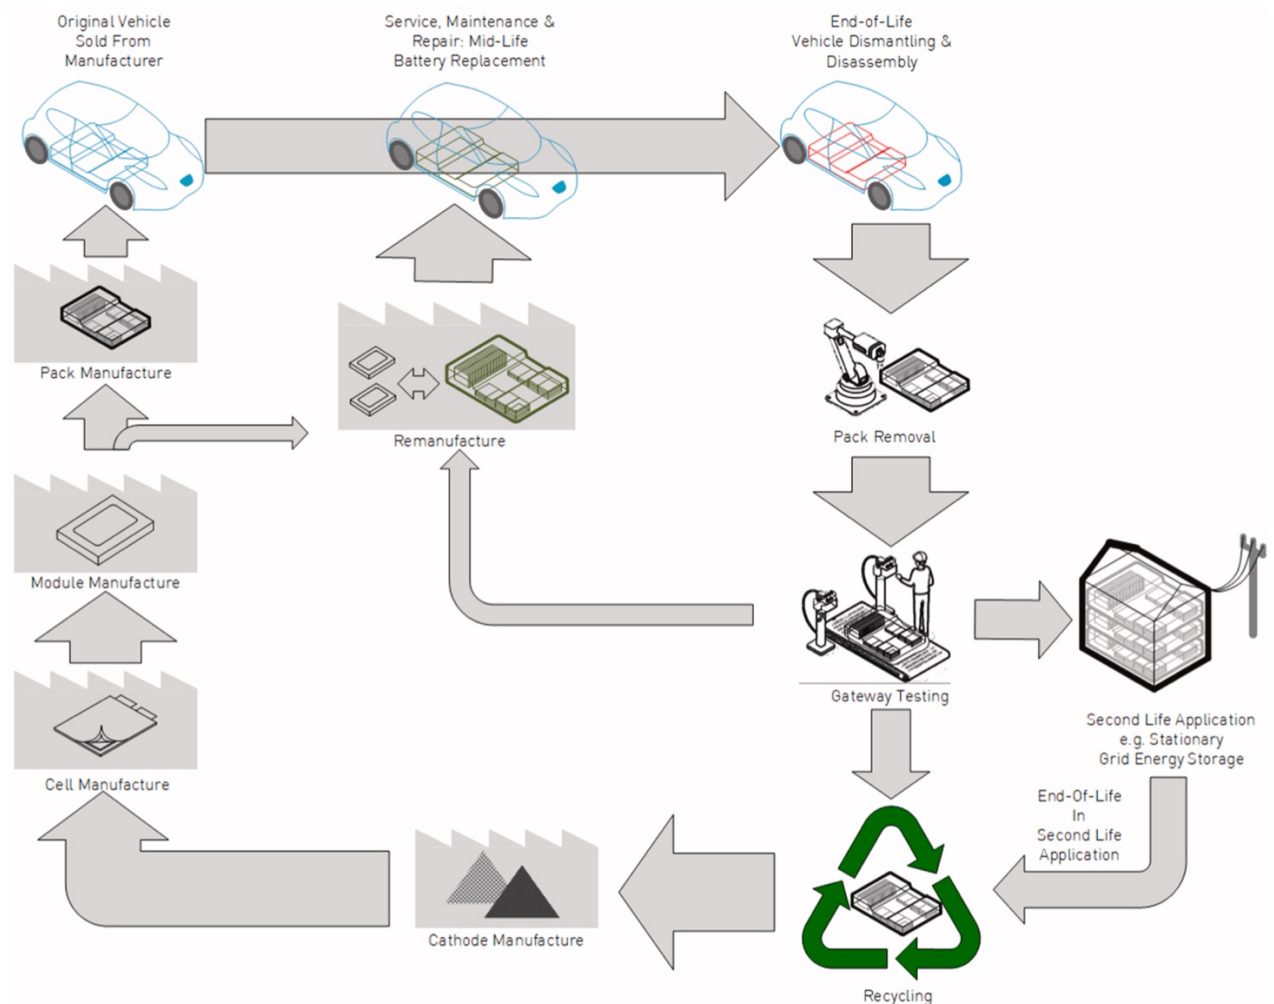 Original Vehicle
Sold From
Manufacturer
Service, Maintenance &
Repair: Mid-Life
Battery Replacement
End-of-Life
Vehicle Dismantling &
Disassembly
Pack Manufacture
Remanufacture
Pack Removal
Module Manufacture
Gateway Testing
Second Life Application
e.g. Stationary
Grid Energy Storage
Cell Manufacture
End-Of-Life
In
Second Life
Application
Cathode Manufacture
Recycling